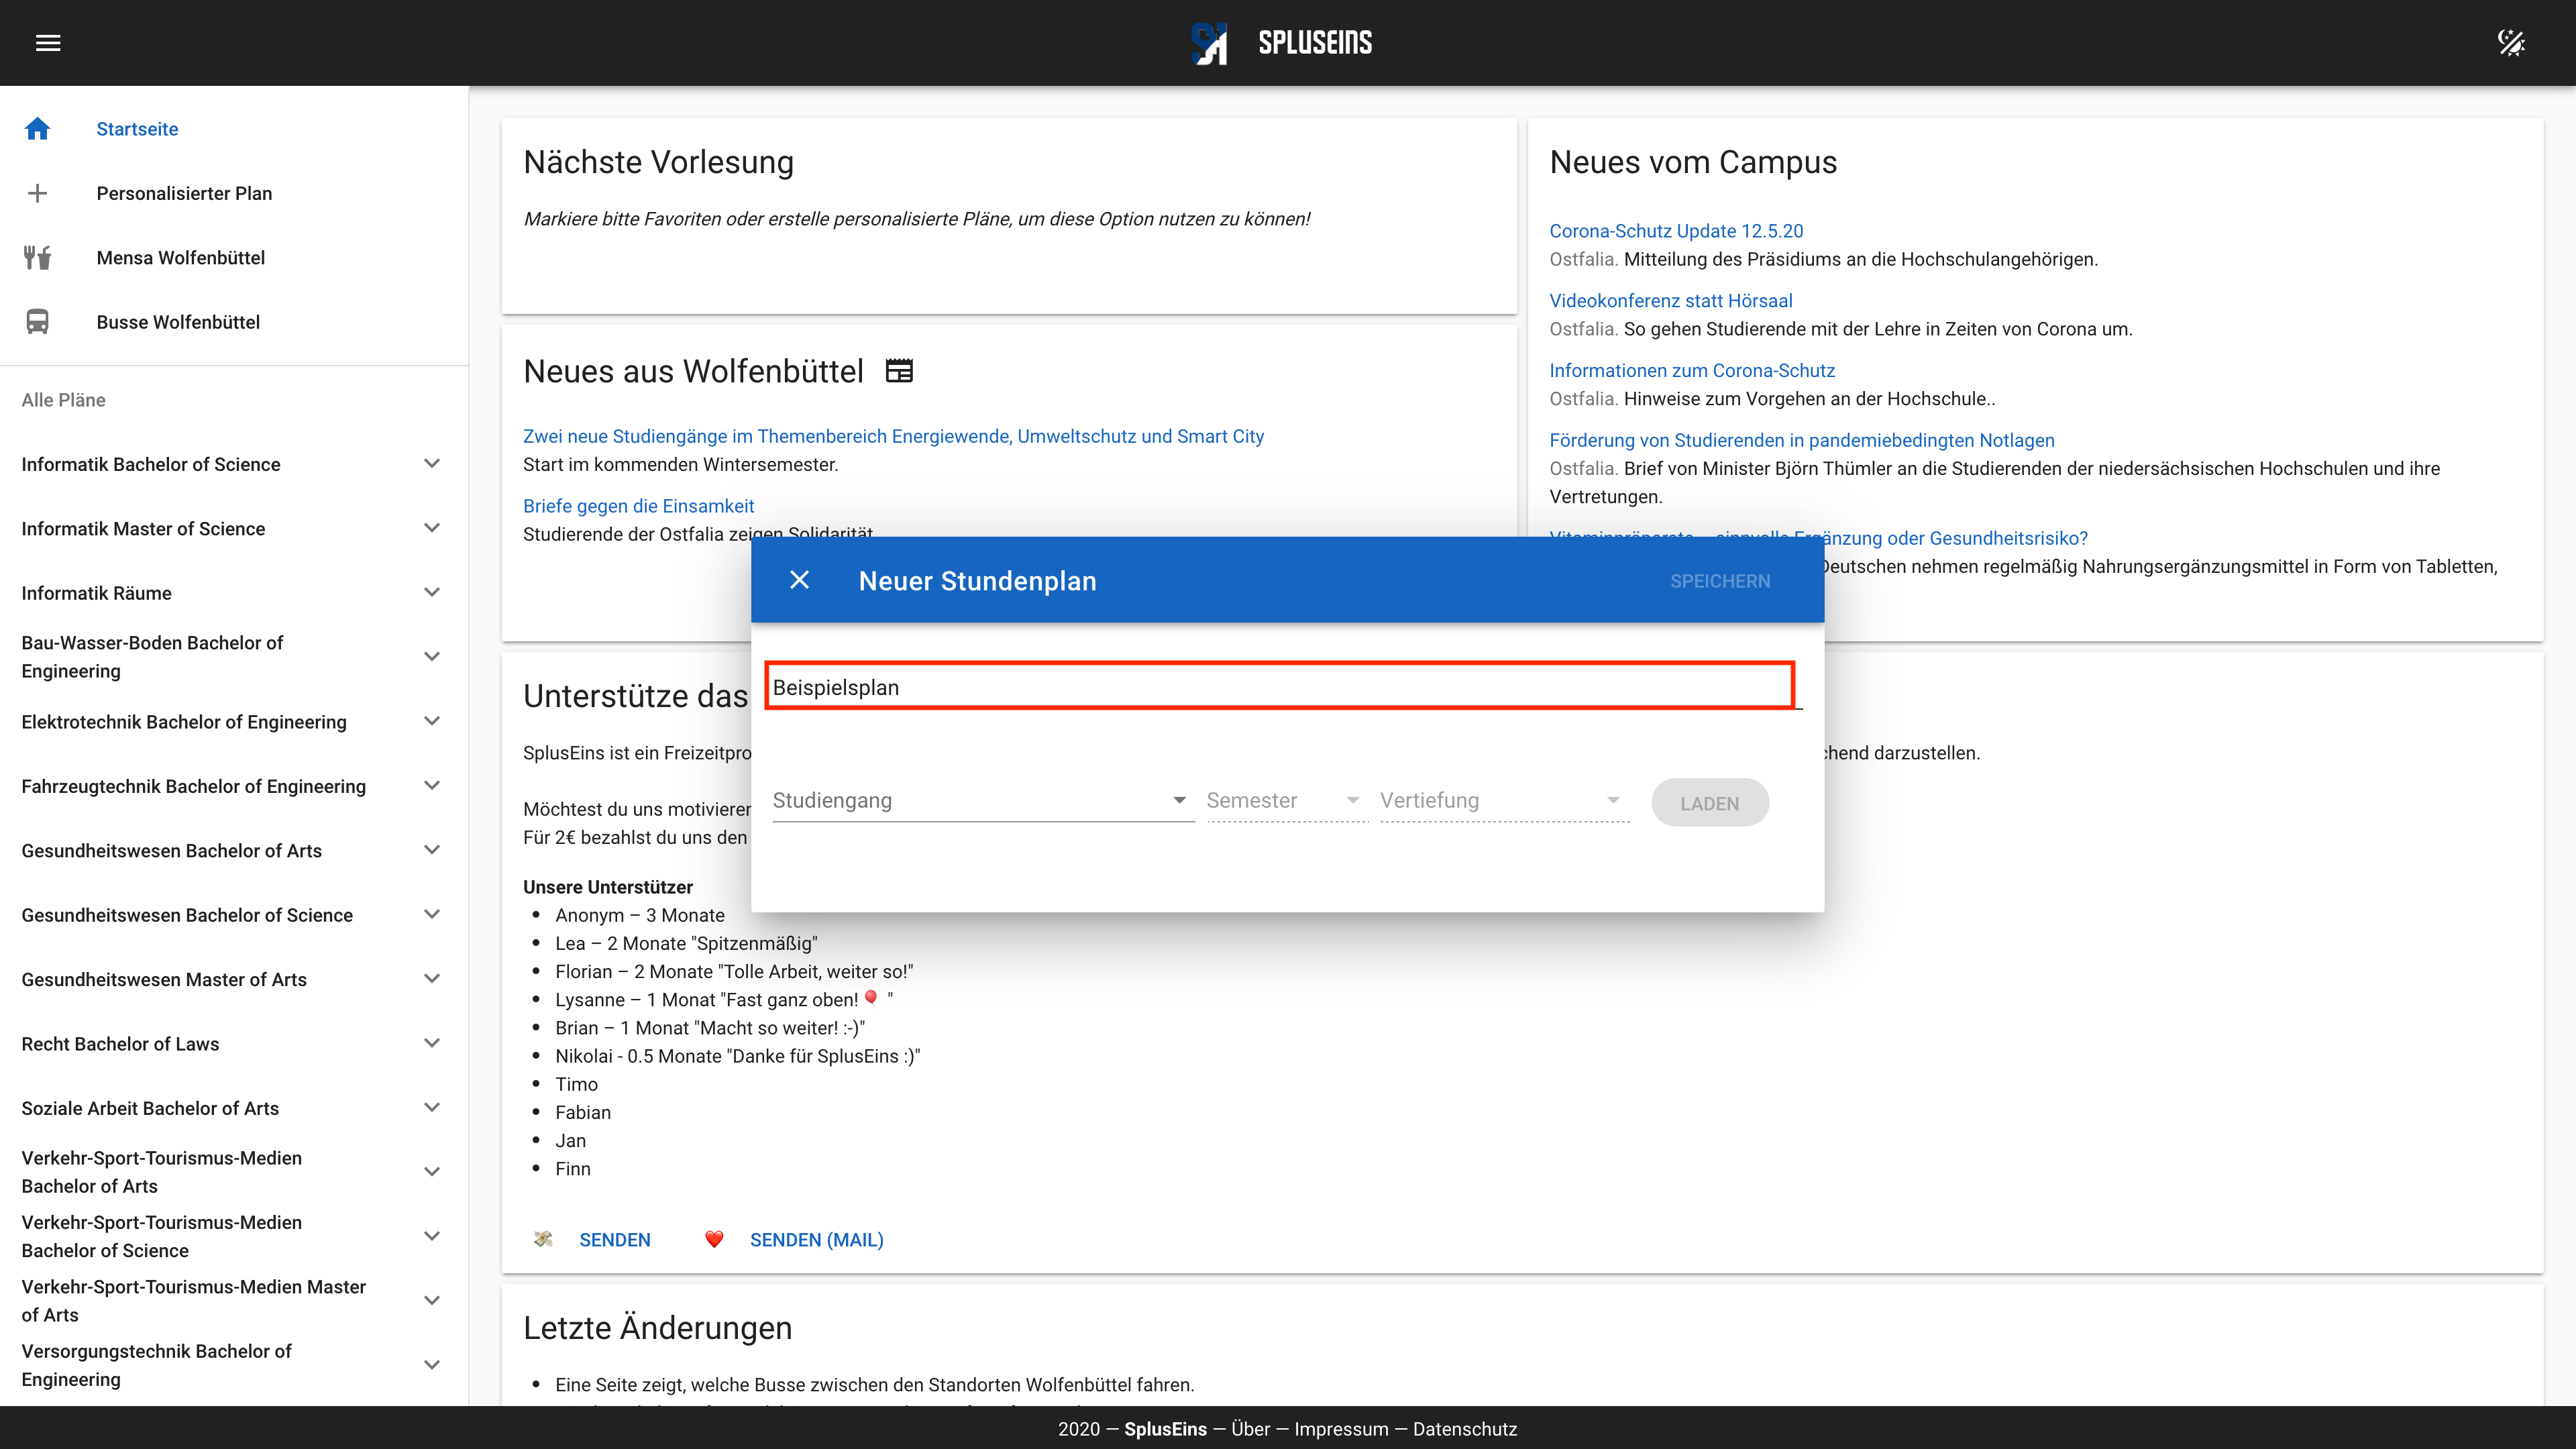 SPLUSEINS
Startseite
Personalisierter Plan
Mensa Wolfenbüttel
Busse Wolfenbüttel
Alle Pläne
Informatik Bachelor of Science
Informatik Master of Science
Informatik Räume
Bau-Wasser-Boden Bachelor of
Engineering
Elektrotechnik Bachelor of Engineering
Fahrzeugtechnik Bachelor of Engineering
Gesundheitswesen Bachelor of Arts
Gesundheitswesen Bachelor of Science
Gesundheitswesen Master of Arts
Recht Bachelor of Laws
Soziale Arbeit Bachelor of Arts
Verkehr-Sport-Tourismus-Medien
Bachelor of Arts
Verkehr-Sport-Tourismus-Medien
Bachelor of Science
Verkehr-Sport-Tourismus-Medien Master
of Arts
Versorgungstechnik Bachelor of
Engineering
Nächste Vorlesung
Markiere bitte Favoriten oder erstelle personalisierte Pläne, um diese Option nutzen zu können!
Neues aus Wolfenbüttel
Zwei neue Studiengänge im Themenbereich Energiewende, Umweltschutz und Smart City
Start im kommenden Wintersemester.
Briefe gegen die Einsamkeit
Studierende der Ostfalia zeigen Solidarität
Neues vom Campus
Corona-Schutz Update 12.5.20
Ostfalia. Mitteilung des Präsidiums an die Hochschulangehörigen.
Videokonferenz statt Hörsaal
Ostfalia. So gehen Studierende mit der Lehre in Zeiten von Corona um.
Informationen zum Corona-Schutz
Ostfalia. Hinweise zum Vorgehen an der Hochschule..
Förderung von Studierenden in pandemiebedingten Notlagen
Ostfalia. Brief von Minister Björn Thümler an die Studierenden der niedersächsischen Hochschulen und ihre
Vertretungen.
Vitaminpräparate – sinnvolle Ergänzung oder Gesundheitsrisiko?
Deutschen nehmen regelmäßig Nahrungsergänzungsmittel in Form von Tabletten,
Neuer Stundenplan
SPEICHERN
Beispielsplan
Studiengang
Semester
Vertiefung
LADEN
Unterstütze das
SplusEins ist ein Freizeitpro
chend darzustellen.
Möchtest du uns motivieren
Für 2€ bezahlst du uns den
Unsere Unterstützer
Anonym – 3 Monate
Lea – 2 Monate "Spitzenmäßig"
Florian – 2 Monate "Tolle Arbeit, weiter so!"
Lysanne – 1 Monat "Fast ganz oben!🎈 "
Brian – 1 Monat "Macht so weiter! :-)"
Nikolai - 0.5 Monate "Danke für SplusEins :)"
Timo
Fabian
Jan
Finn
SENDEN
SENDEN (MAIL)
Letzte Änderungen
Eine Seite zeigt, welche Busse zwischen den Standorten Wolfenbüttel fahren.
2020 — SplusEins — Über — Impressum — Datenschutz